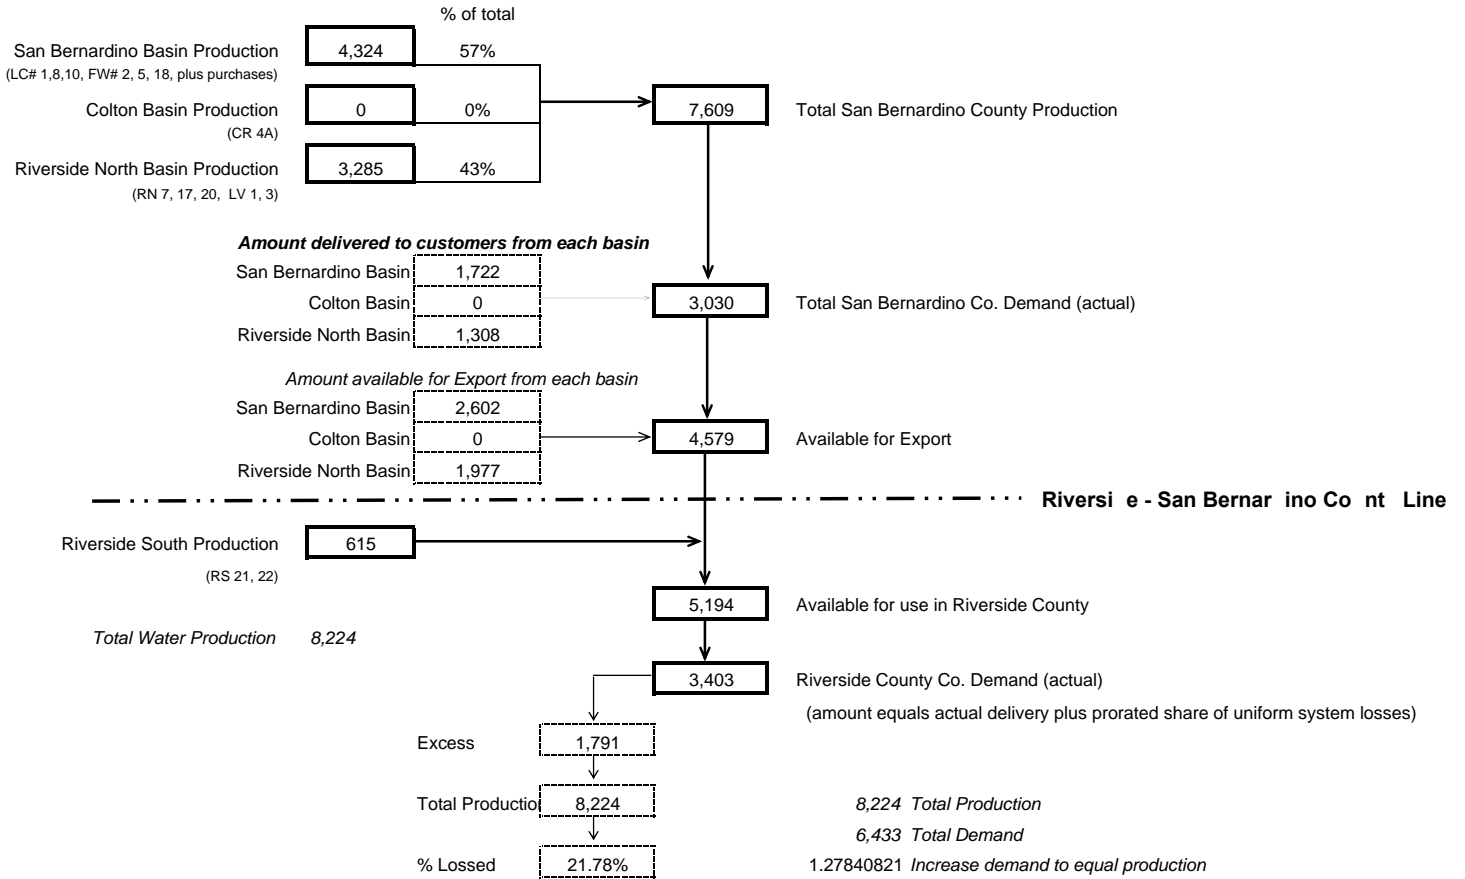 % of total
San Bernardino Basin Production 4,324 57%
(LC# 1,8,10, FW# 2, 5, 18, plus purchases)
Colton Basin Production 0 0% 7,609 Total San Bernardino County Production
(CR 4A)
Riverside North Basin Production 3,285 43%
(RN 7, 17, 20, LV 1, 3)
Amount delivered to customers from each basin
San Bernardino Basin 1,722
Colton Basin 0 3,030 Total San Bernardino Co. Demand (actual)
Riverside North Basin 1,308
Amount available for Export from each basin
San Bernardino Basin 2,602
Colton Basin 0 4,579 Available for Export
Riverside North Basin 1,977
Riversi e - San Bernar ino Co nt Line
Riverside South Production 615
(RS 21, 22)
5,194 Available for use in Riverside County
Total Water Production 8,224
3,403 Riverside County Co. Demand (actual)
(amount equals actual delivery plus prorated share of uniform system losses)
Excess 1,791
Total Productio 8,224 8,224 Total Production
6,433 Total Demand
% Lossed 21.78% 1.27840821 Increase demand to equal production